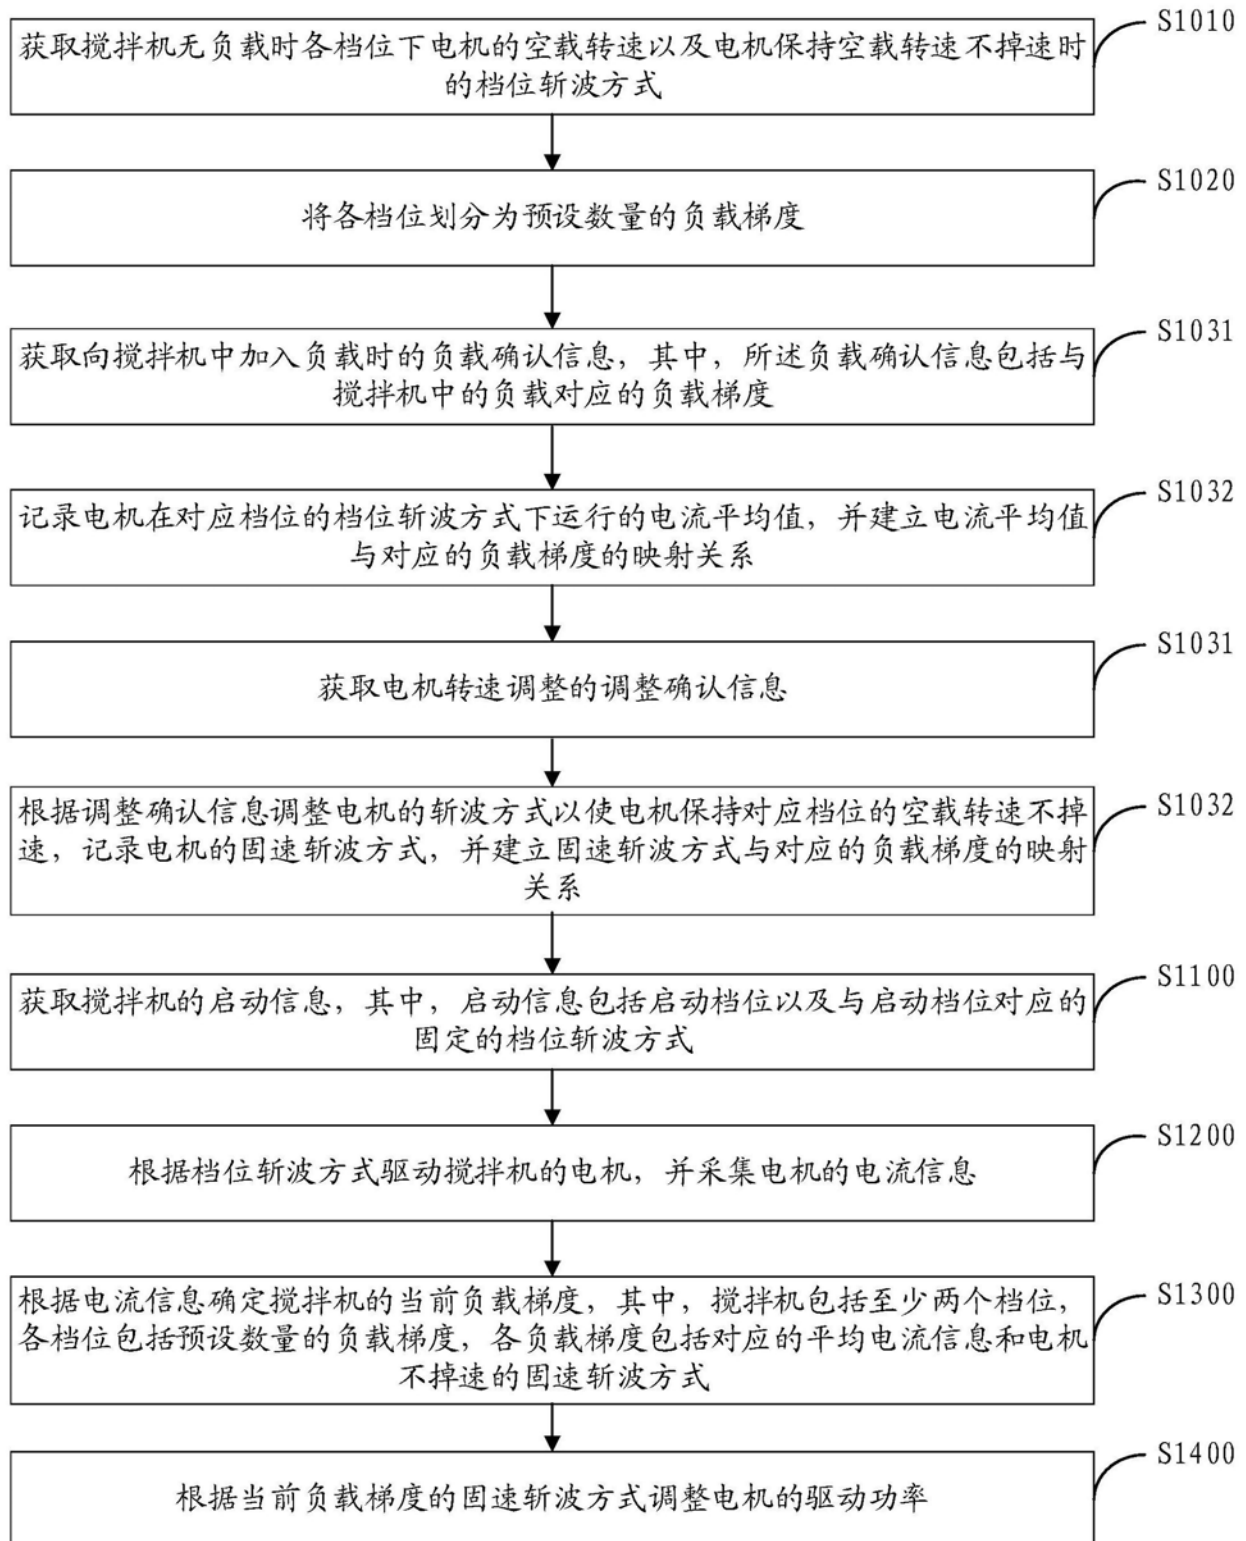 S1010
获取搅拌机无负载时各档位下电机的空载转速以及电机保持空载转速不掉速时
的档位斩波方式
S1020
将各档位划分为预设数量的负载梯度
S1031
获取向搅拌机中加入负载时的负载确认信息，其中，所述负载确认信息包括与
搅拌机中的负载对应的负载梯度
S1032
记录电机在对应档位的档位斩波方式下运行的电流平均值，并建立电流平均值
与对应的负载梯度的映射关系
S1031
获取电机转速调整的调整确认信息
S1032
根据调整确认信息调整电机的斩波方式以使电机保持对应档位的空载转速不掉
速，记录电机的固速斩波方式，并建立固速斩波方式与对应的负载梯度的映射
关系
S1100
获取搅拌机的启动信息，其中，启动信息包括启动档位以及与启动档位对应的
固定的档位斩波方式
S1200
根据档位斩波方式驱动搅拌机的电机，并采集电机的电流信息
S1300
根据电流信息确定搅拌机的当前负载梯度，其中，搅拌机包括至少两个档位，
各档位包括预设数量的负载梯度，各负载梯度包括对应的平均电流信息和电机
不掉速的固速斩波方式
S1400
根据当前负载梯度的固速斩波方式调整电机的驱动功率